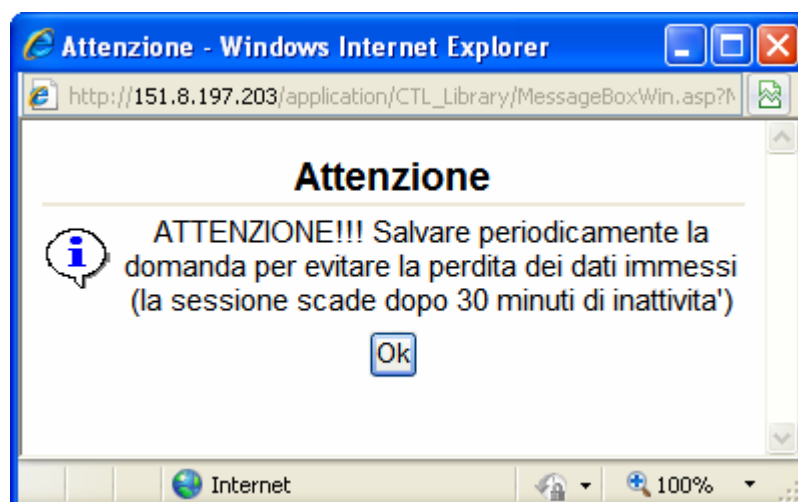 Attenzione - Windows Internet Explorer
http://151.8.197.203/application/CTL_Library/MessageBoxWin.asp?
Attenzione
ATTENZIONE!!! Salvare periodicamente la
domanda per evitare la perdita dei dati immessi
(la sessione scade dopo 30 minuti di inattivita')
Ok
Internet
100%